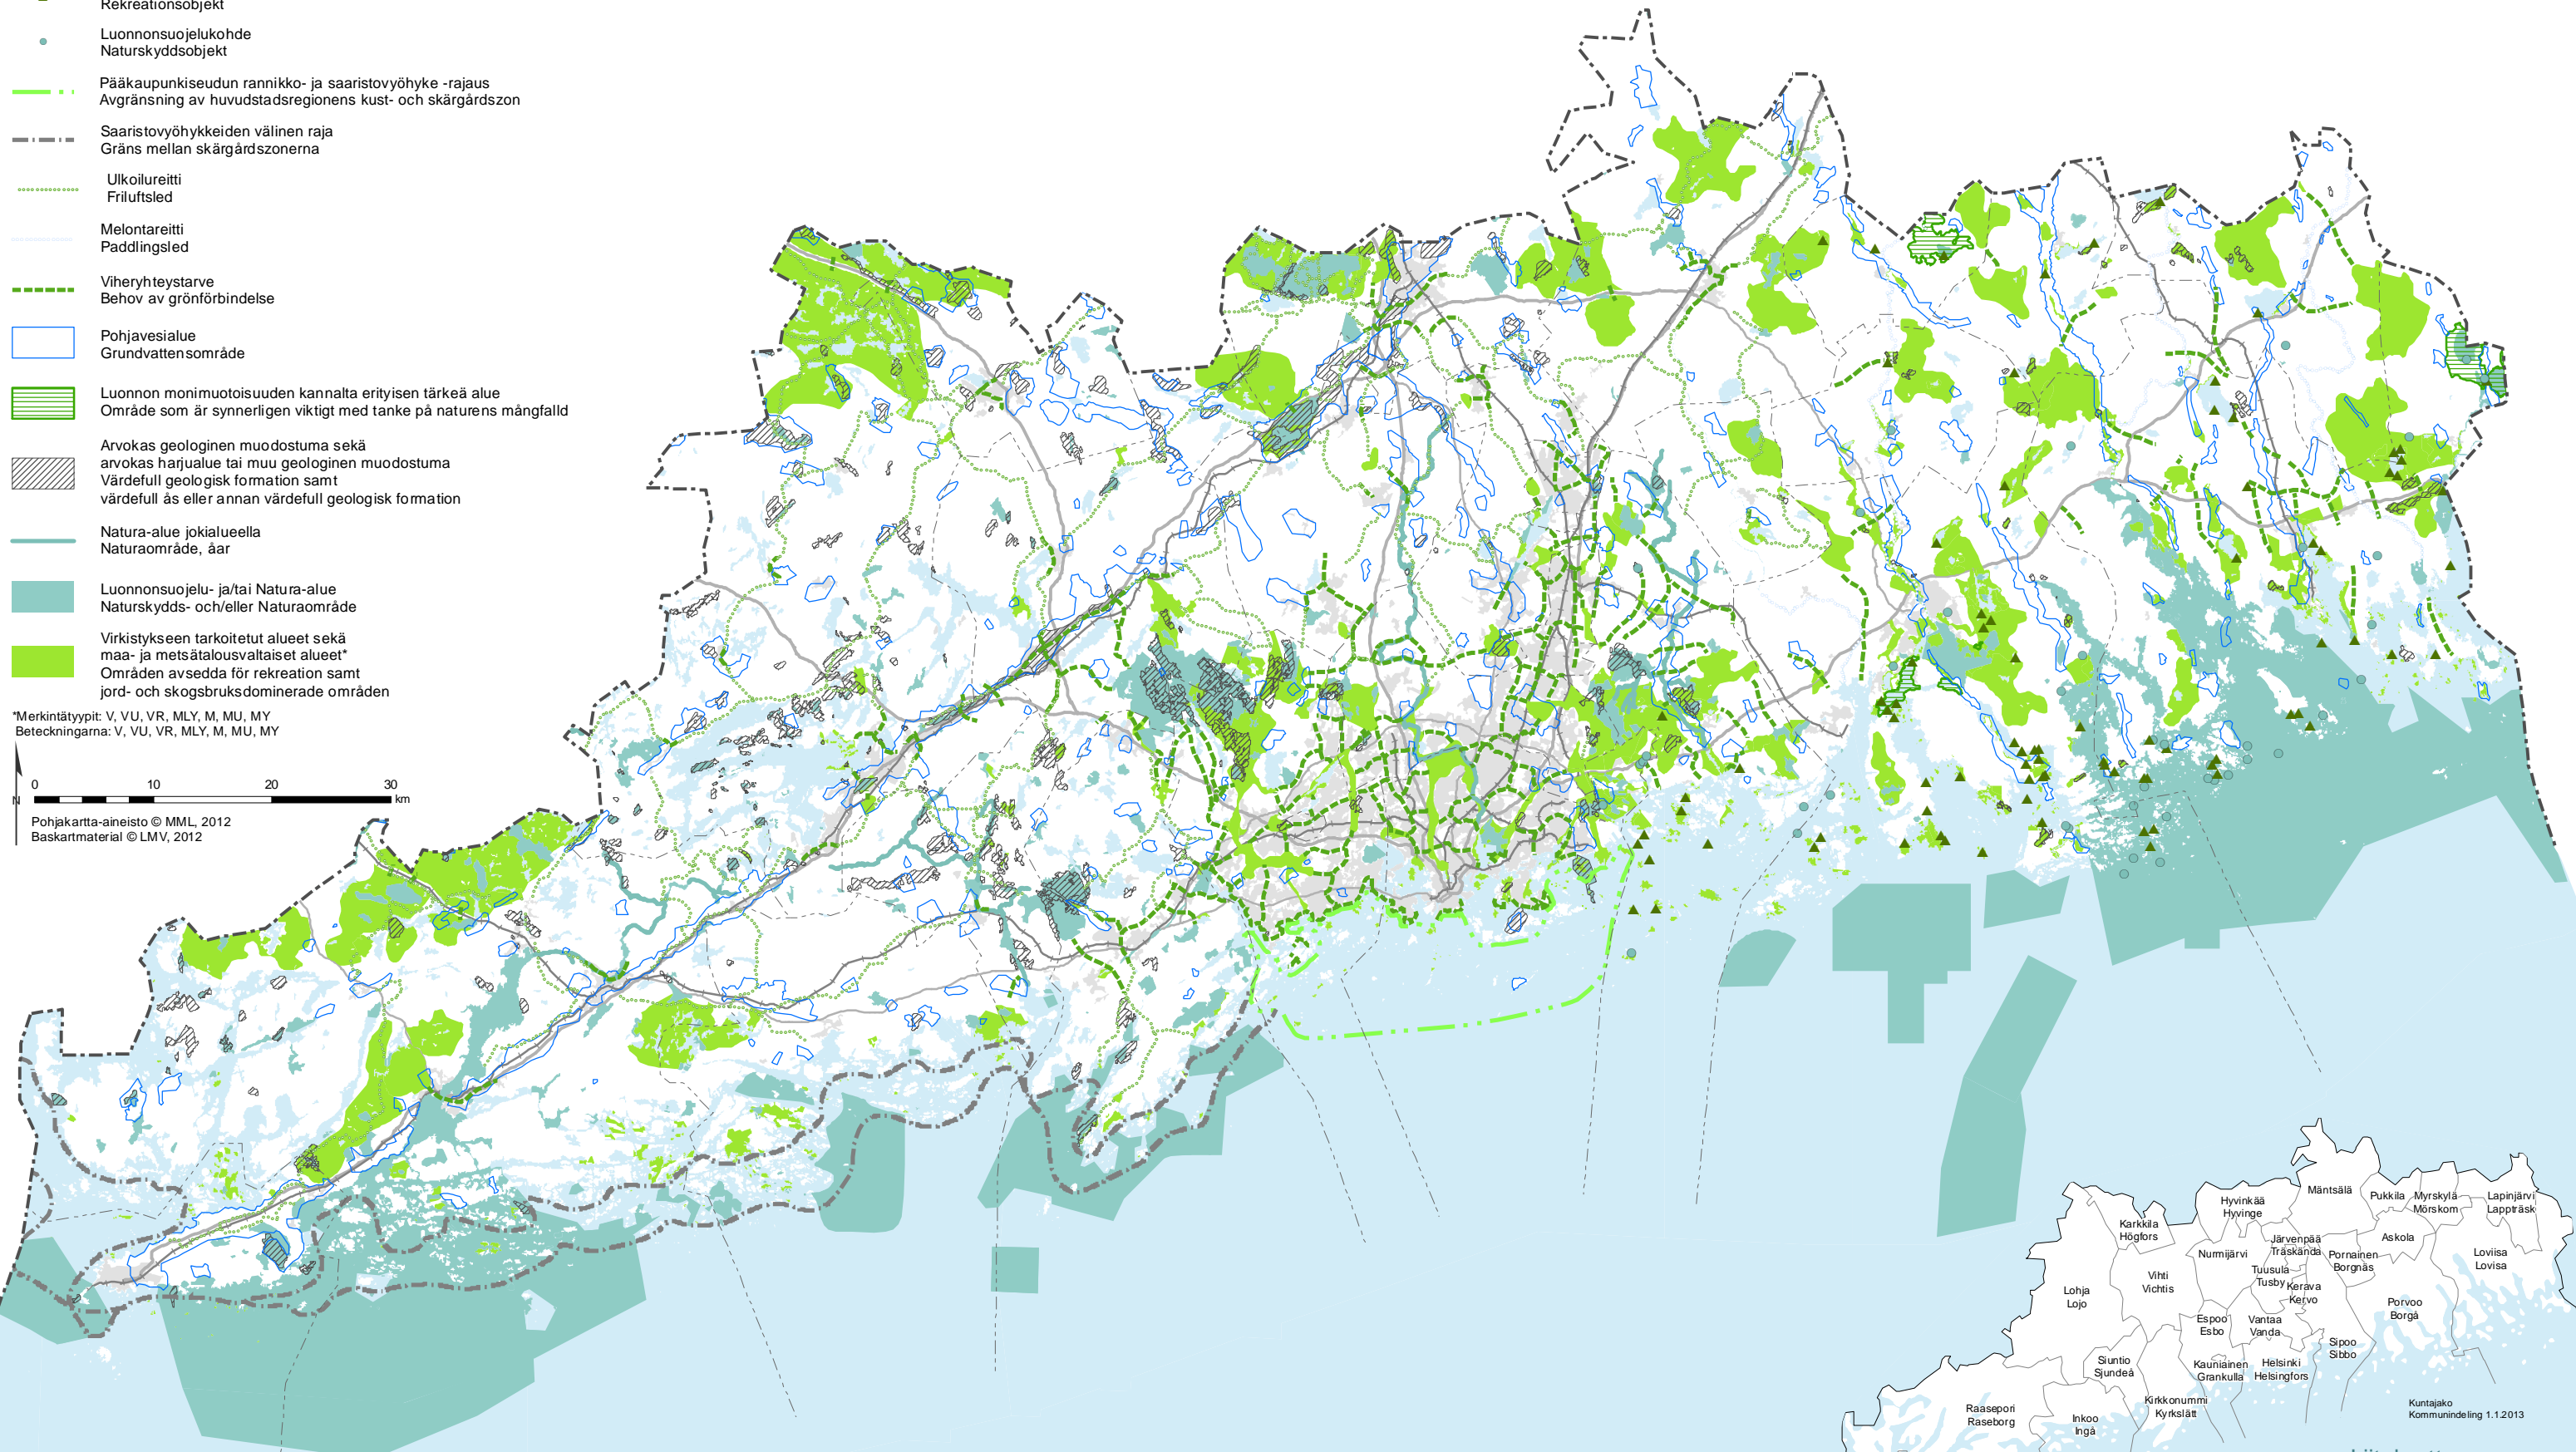 Rekreationsobjekt
Luonnonsuojelukohde
Naturskyddsobjekt
Pääkaupunkiseudun rannikko- ja saaristovyöhyke -rajaus
Avgränsning av huvudstadsregionens kust- och skärgårdszon
Saaristovyöhykkeiden välinen raja
Gräns mellan skärgårdszonerna
Ulkoilureitti
Friluftsled
Melontareitti
Paddlingsled
Viheryhteystarve
Behov av grönförbindelse
Pohjavesialue
Grundvattensområde
Luonnon monimuotoisuuden kannalta erityisen tärkeä alue
Område som är synnerligen viktigt med tanke på naturens mångfalld
Arvokas geologinen muodostuma sekä
arvokas harjualue tai muu geologinen muodostuma
Värdefull geologisk formation samt
värdefull ås eller annan värdefull geologisk formation
Natura-alue jokialueella
Naturaområde, åar
Luonnonsuojelu- ja/tai Natura-alue
Naturskydds- och/eller Naturaområde
Virkistykseen tarkoitetut alueet sekä
maa- ja metsätalousvaltaiset alueet*
Områden avsedda för rekreation samt
jord- och skogsbruksdominerade områden
*Merkintätyypit: V, VU, VR, MLY, M, MU, MY
Beteckningarna: V, VU, VR, MLY, M, MU, MY
0 10 20 30
N km
Pohjakartta-aineisto © MML, 2012
Baskartmaterial © LMV, 2012
Mäntsälä
Pukkila
Myrskylä
Mörskom
Lapinjärvi
Lappträsk
Hyvinkää
Hyvinge
Karkkila
Högfors
Askola
Järvenpää
Träskända
Nurmijärvi
Pornainen
Borgnäs
Loviisa
Lovisa
Tuusula
Tusby
Vihti
Vichtis
Kerava
Kervo
Lohja
Lojo
Porvoo
Borgå
Espoo
Esbo
Vantaa
Vanda
Sipoo
Sibbo
Siuntio
Sjundeå
Kauniainen
Grankulla
Helsinki
Helsingfors
Kirkkonummi
Kyrkslätt
Raasepori
Raseborg
Inkoo
Ingå
Kuntajako
Kommunindeling 1.1.2013